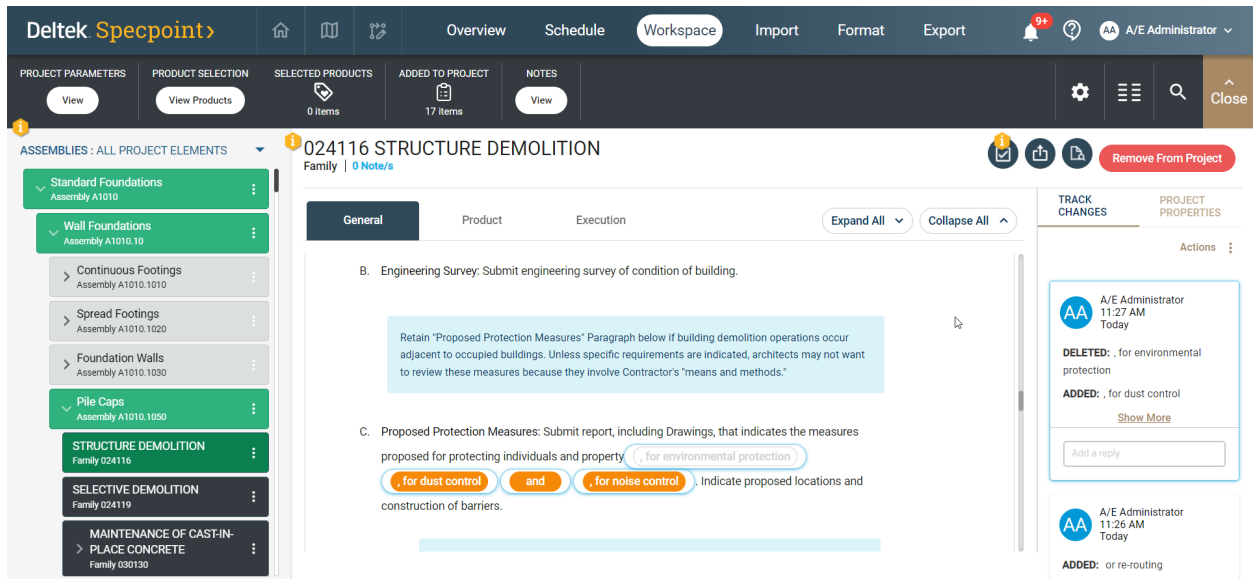 Deltek Specpoint
Overview
Schedule
Workspace
Import
Format
Export
9+
AA
A/E Administrator
PROJECT PARAMETERS
View
PRODUCT SELECTION
View Products
SELECTED PRODUCTS
0 items
ADDED TO PROJECT
17 items
NOTES
View
Close
ASSEMBLIES : ALL PROJECT ELEMENTS
Standard Foundations
Assembly A1010
Wall Foundations
Assembly A1010.10
Continuous Footings
Assembly A1010.1010
Spread Footings
Assembly A1010.1020
Foundation Walls
Assembly A1010.1030
Pile Caps
Assembly A1010.1050
STRUCTURE DEMOLITION
Family 024116
SELECTIVE DEMOLITION
Family 024119
MAINTENANCE OF CAST-IN-
PLACE CONCRETE
Family 030130
024116 STRUCTURE DEMOLITION
Family | 0 Note/s
Remove From Project
General
Product
Execution
Expand All
Collapse All
B. Engineering Survey: Submit engineering survey of condition of building.
Retain "Proposed Protection Measures" Paragraph below if building demolition operations occur
adjacent to occupied buildings. Unless specific requirements are indicated, architects may not want
to review these measures because they involve Contractor's "means and methods."
C. Proposed Protection Measures: Submit report, including Drawings, that indicates the measures
proposed for protecting individuals and property , for environmental protection
, for dust control and , for noise control . Indicate proposed locations and
construction of barriers.
TRACK
CHANGES
PROJECT
PROPERTIES
Actions
AA
A/E Administrator
11:27 AM
Today
DELETED: , for environmental
protection
ADDED: , for dust control
Show More
Add a reply
AA
A/E Administrator
11:26 AM
Today
ADDED: or re-routing